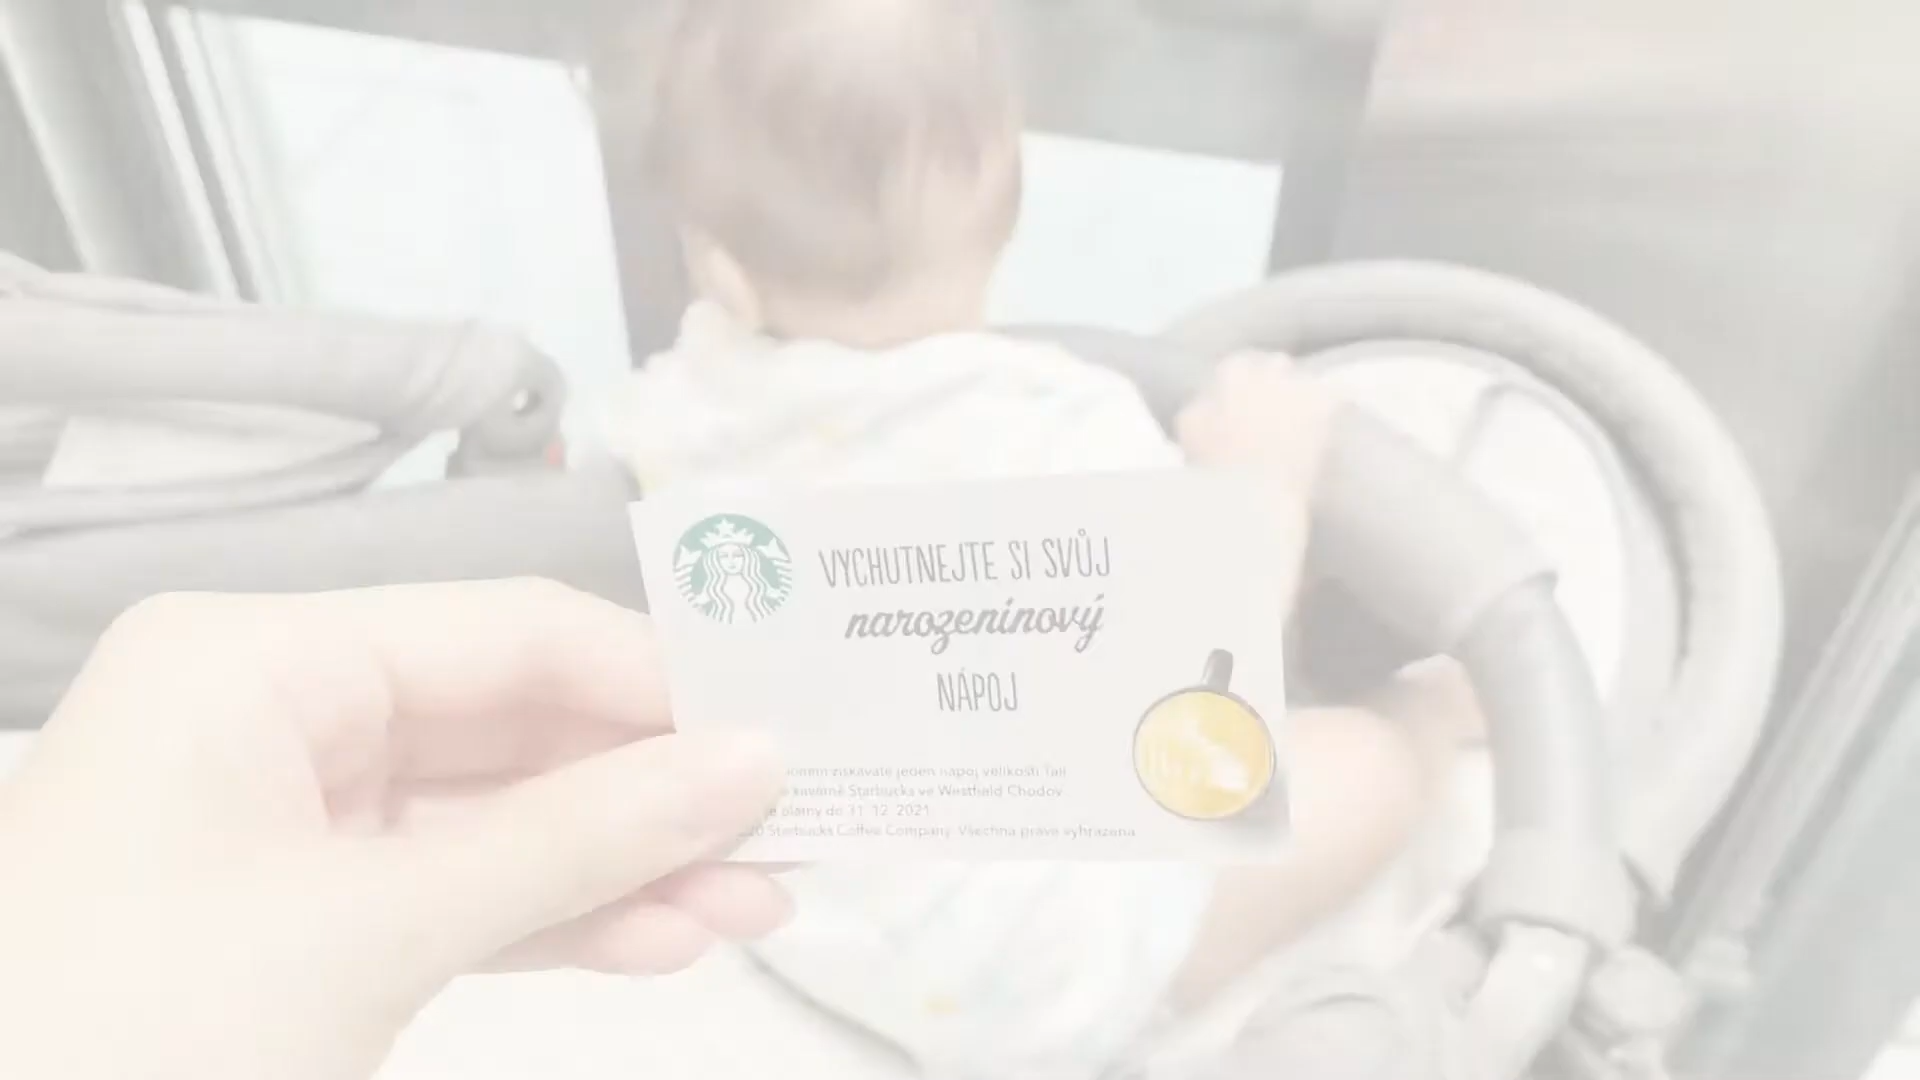 VYCHUTNEJTE SI SVŮJ
narozeninový
NÁPOJ
získáváte jeden nápoj velikosti Tall
kavárně Starbucks ve Westfield Chodov
platný do 31. 12. 2021
Starbucks Coffee Company. Všechna práva vyhrazena